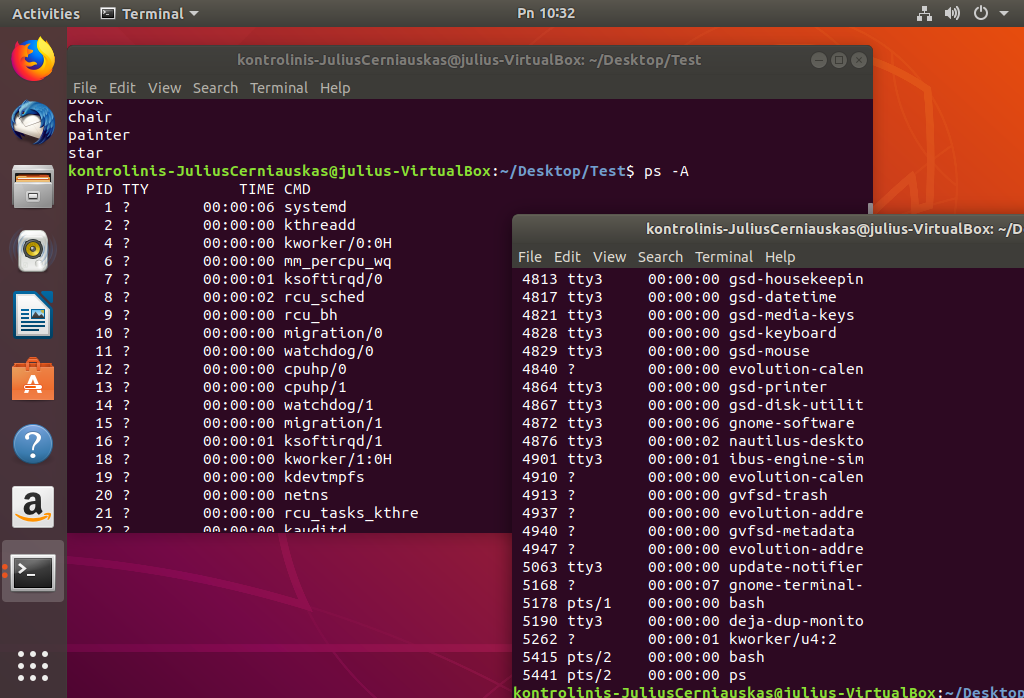 Activities Terminal Pn 10:32
kontrolinis-JuliusCerniauskas@julius-VirtualBox: ~/Desktop/Test
File Edit View Search Terminal Help
book
chair
painter
star
kontrolinis-JuliusCerniauskas@julius-VirtualBox:~/Desktop/Test$ ps -A
PID TTY TIME CMD
1 ? 00:00:06 systemd
2 ? 00:00:00 kthreadd
4 ? 00:00:00 kworker/0:0H
6 ? 00:00:00 mm_percpu_wq
7 ? 00:00:01 ksoftirqd/0
8 ? 00:00:02 rcu_sched
9 ? 00:00:00 rcu_bh
10 ? 00:00:00 migration/0
11 ? 00:00:00 watchdog/0
12 ? 00:00:00 cpuhp/0
13 ? 00:00:00 cpuhp/1
14 ? 00:00:00 watchdog/1
15 ? 00:00:00 migration/1
16 ? 00:00:01 ksoftirqd/1
18 ? 00:00:00 kworker/1:0H
19 ? 00:00:00 kdevtmpfs
20 ? 00:00:00 netns
21 ? 00:00:00 rcu_tasks_kthre
22 ? 00:00:00 kauditd
kontrolinis-JuliusCerniauskas@julius-VirtualBox: ~/D
File Edit View Search Terminal Help
4813 tty3 00:00:00 gsd-housekeepin
4817 tty3 00:00:00 gsd-datetime
4821 tty3 00:00:00 gsd-media-keys
4828 tty3 00:00:00 gsd-keyboard
4829 tty3 00:00:00 gsd-mouse
4840 ? 00:00:00 evolution-calen
4864 tty3 00:00:00 gsd-printer
4867 tty3 00:00:00 gsd-disk-utilit
4872 tty3 00:00:06 gnome-software
4876 tty3 00:00:02 nautilus-deskto
4901 tty3 00:00:01 ibus-engine-sim
4910 ? 00:00:00 evolution-calen
4913 ? 00:00:00 gvfsd-trash
4937 ? 00:00:00 evolution-addre
4940 ? 00:00:00 gvfsd-metadata
4947 ? 00:00:00 evolution-addre
5063 tty3 00:00:00 update-notifier
5168 ? 00:00:07 gnome-terminal-
5178 pts/1 00:00:00 bash
5190 tty3 00:00:00 deja-dup-monito
5262 ? 00:00:01 kworker/u4:2
5415 pts/2 00:00:00 bash
5441 pts/2 00:00:00 ps
kontrolinis-JuliusCerniauskas@julius-VirtualBox:~/Deskto